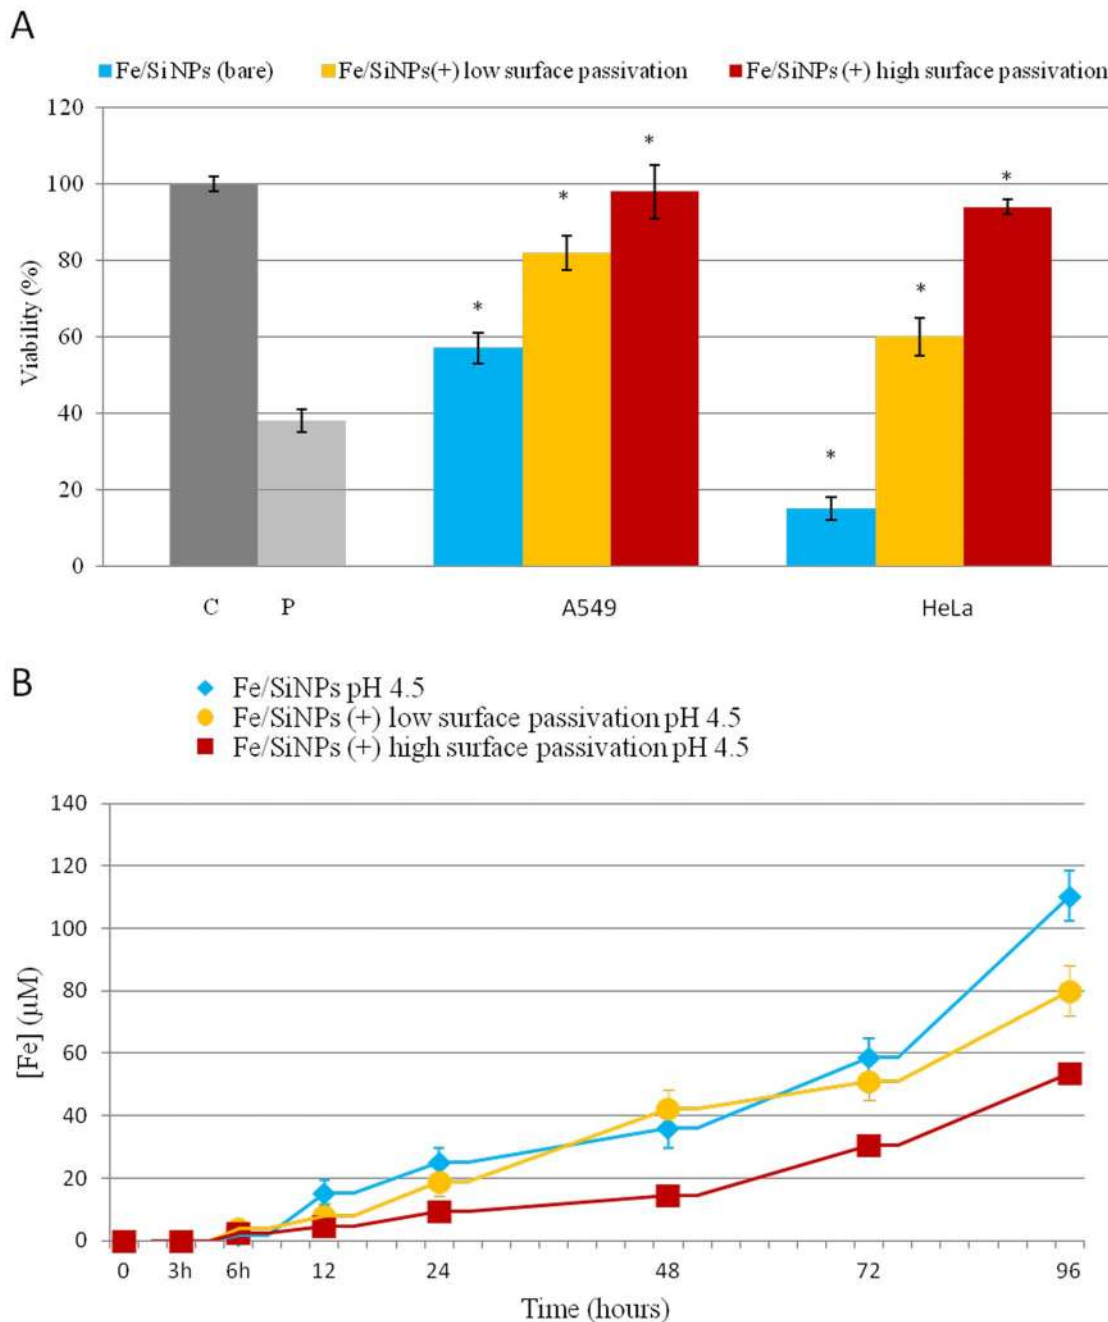 A
Fe/SiNPs (bare) Fe/SiNPs(+) low surface passivation Fe/SiNPs (+) high surface passivation
120
100
80
60
40
20
0
Viability (%)
* * * * * *
C P A549 HeLa
B
Fe/SiNPs pH 4.5
Fe/SiNPs (+) low surface passivation pH 4.5
Fe/SiNPs (+) high surface passivation pH 4.5
140
120
100
80
60
40
20
0
[Fe] (µM)
0 3h 6h 12 24 48 72 96
Time (hours)